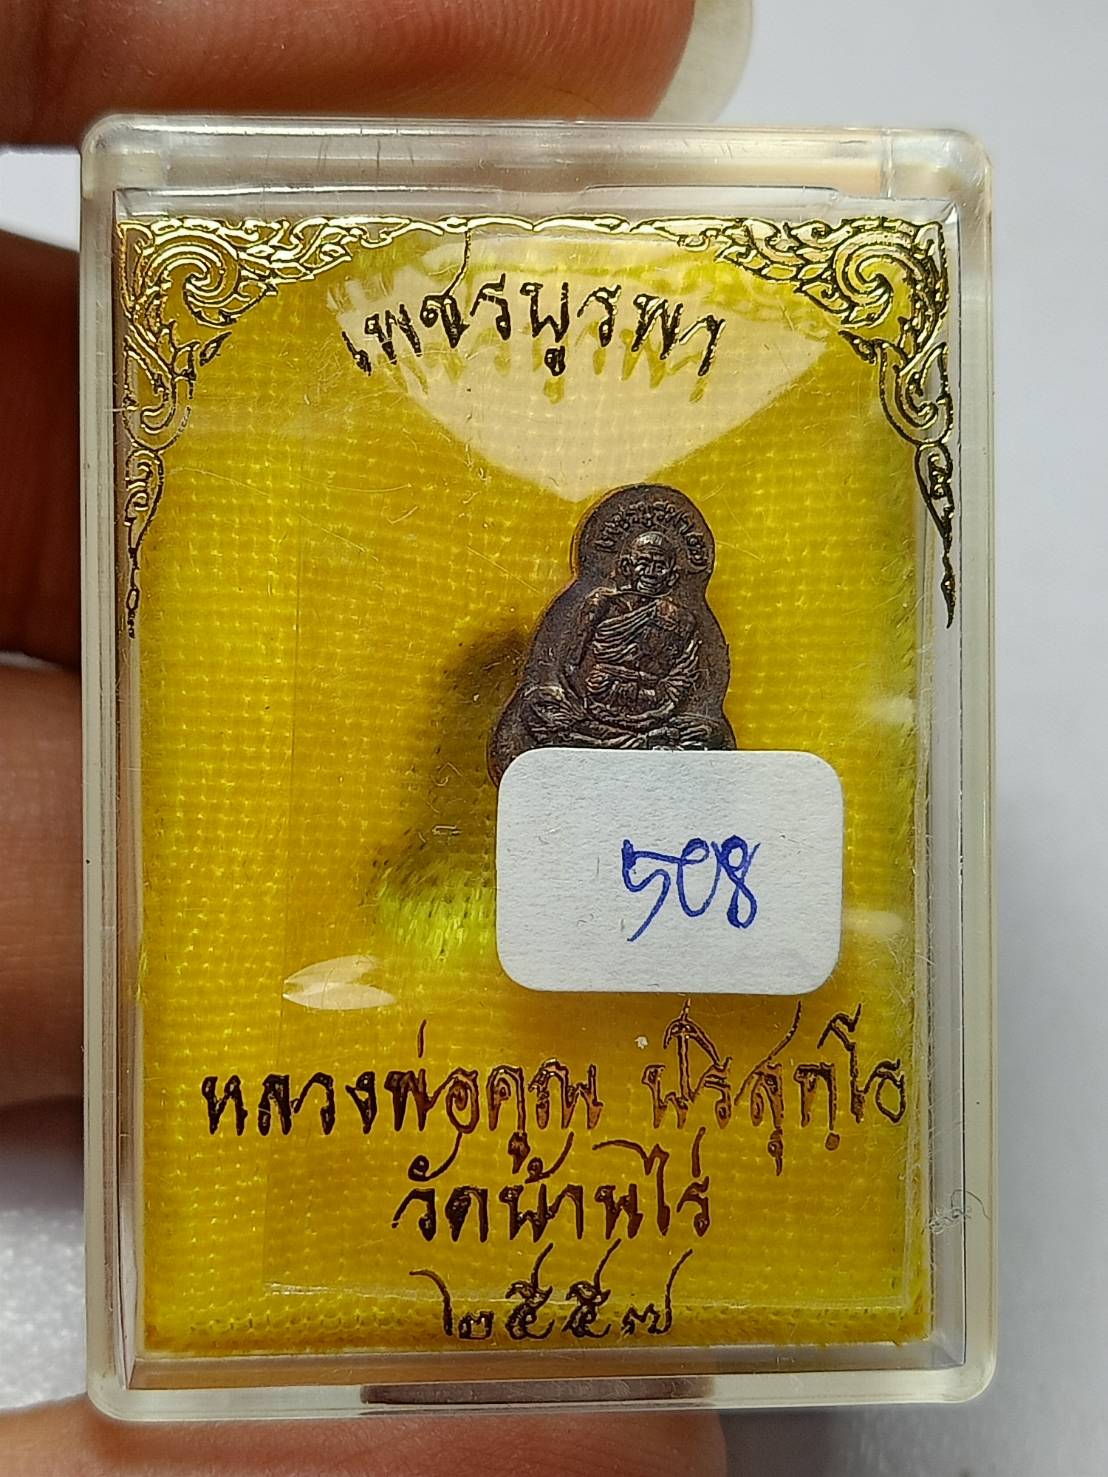 เพชรบูรพา
508
หลวงพ่อคูณ ปริสุทฺโธ
วัดบ้านไร่
๒๕๕๗